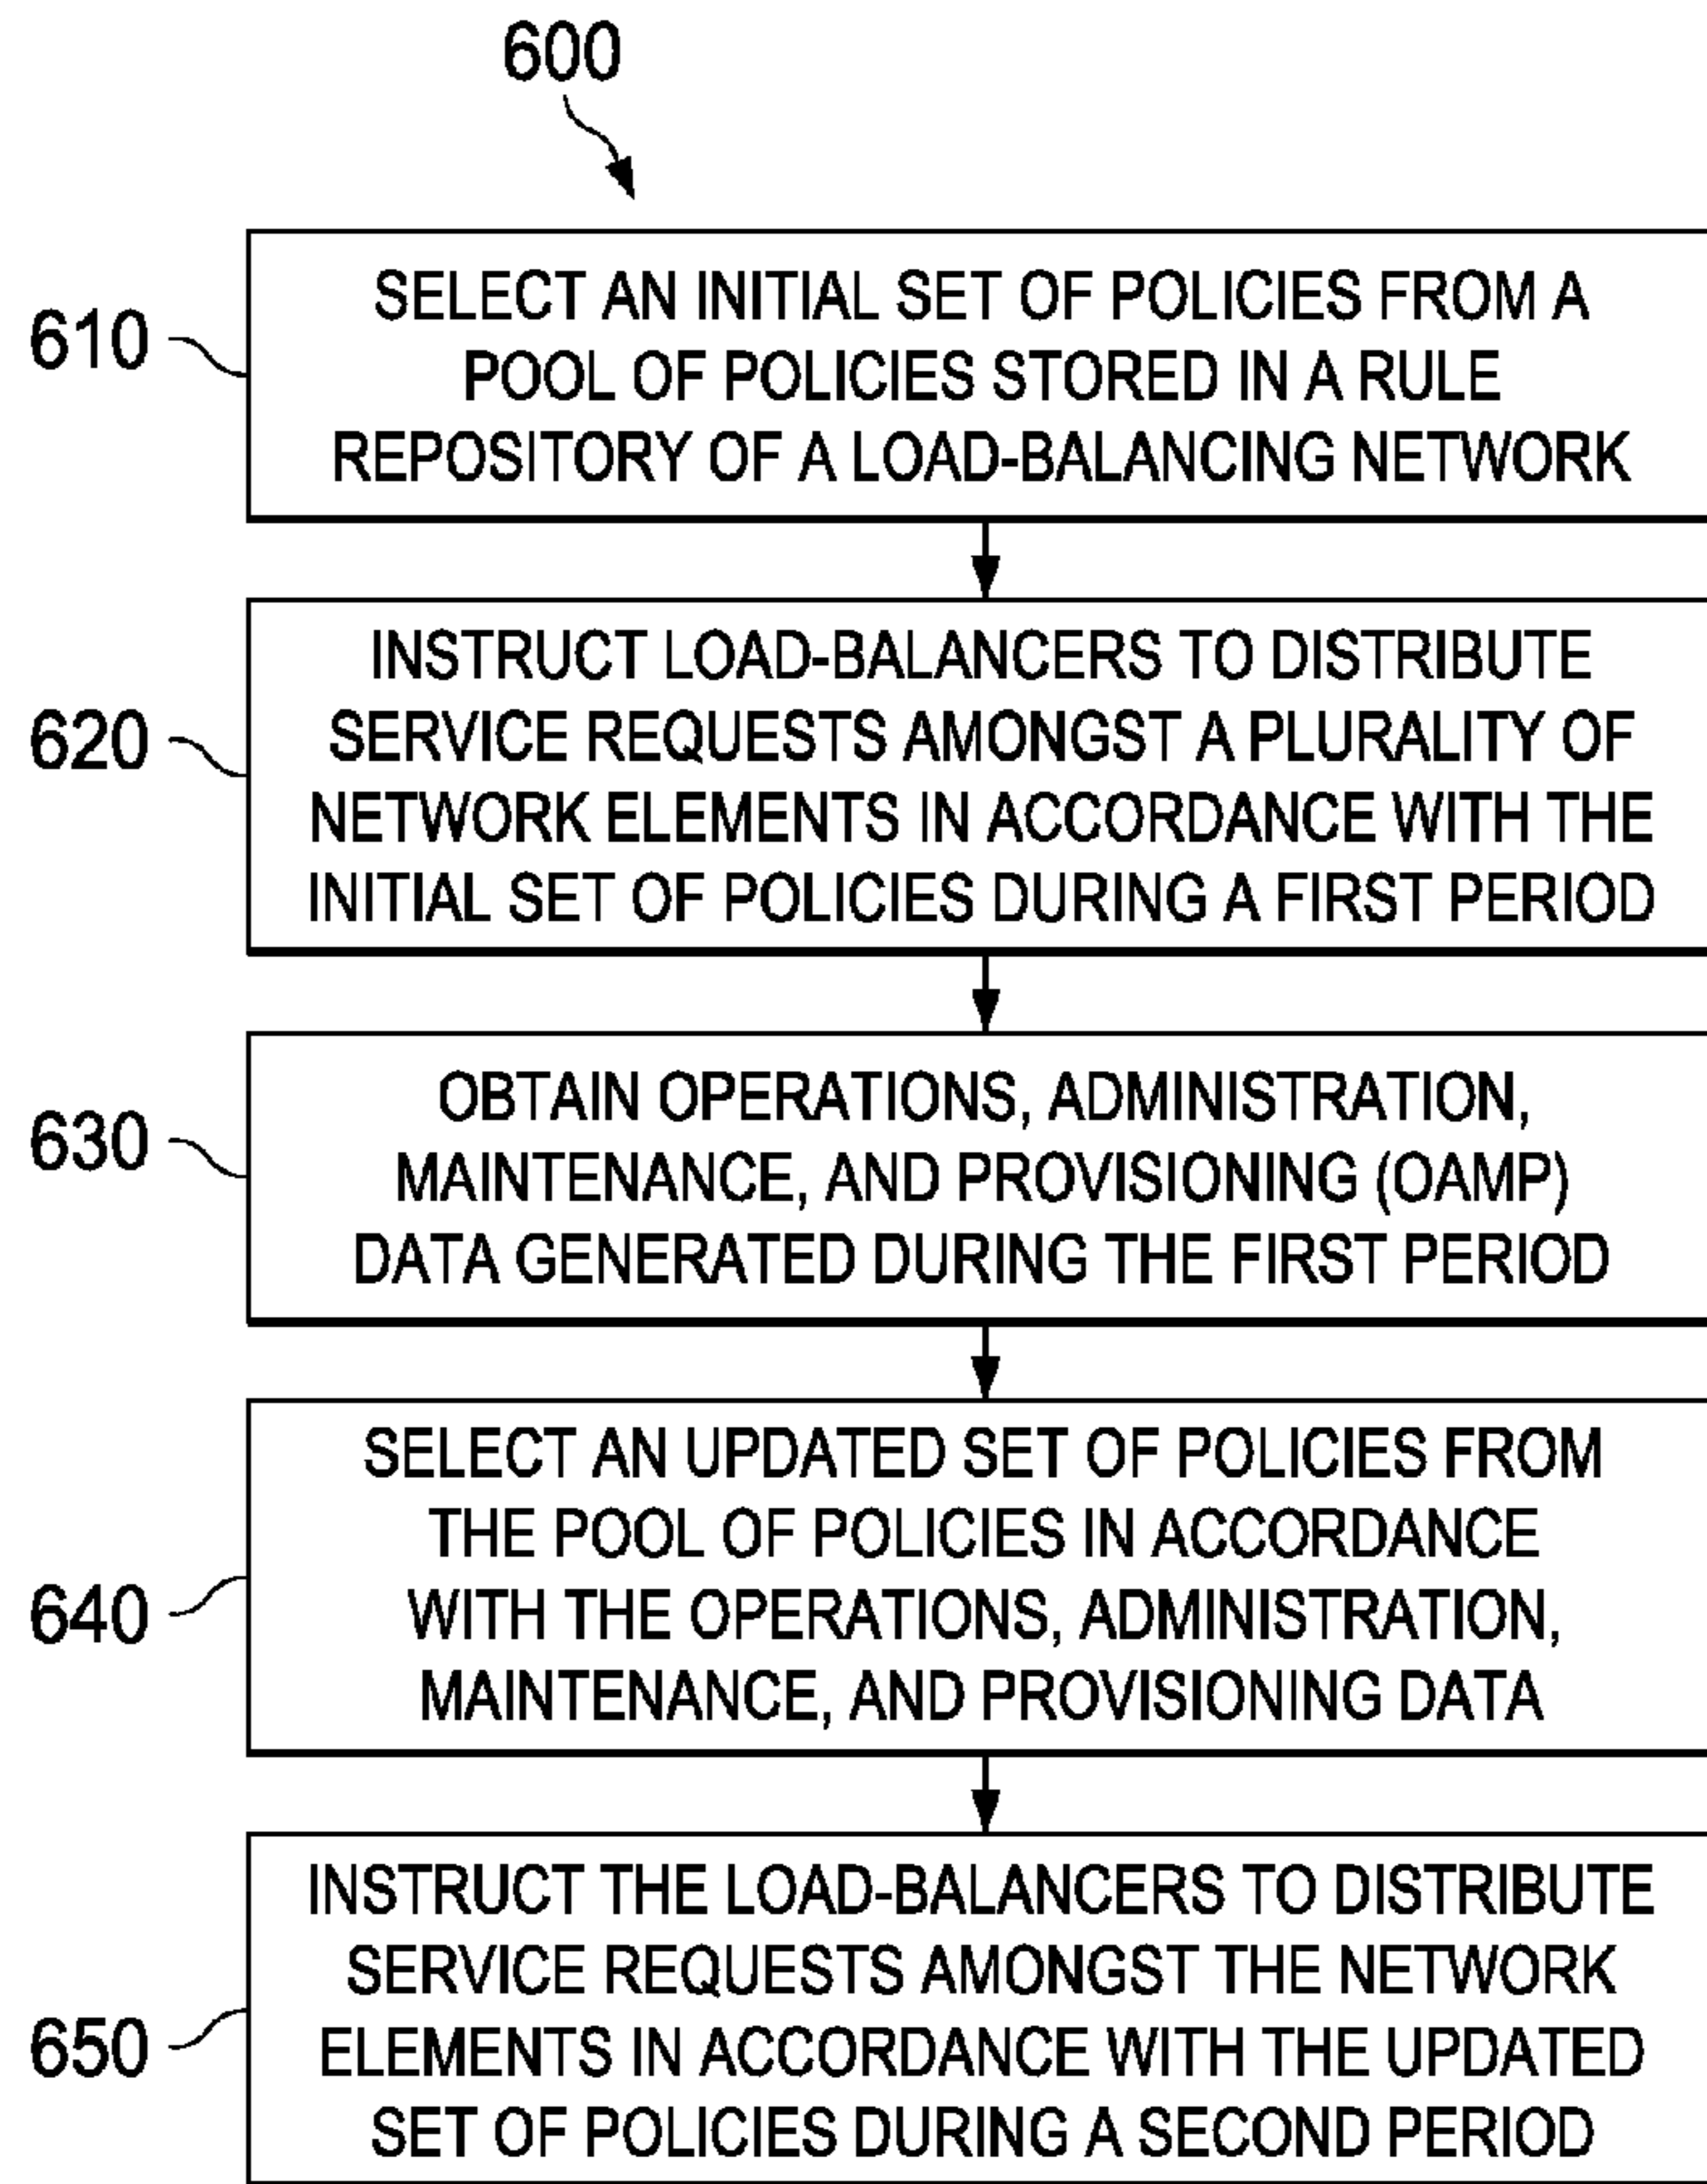 600
610
SELECT AN INITIAL SET OF POLICIES FROM A
POOL OF POLICIES STORED IN A RULE
REPOSITORY OF A LOAD-BALANCING NETWORK
620
INSTRUCT LOAD-BALANCERS TO DISTRIBUTE
SERVICE REQUESTS AMONGST A PLURALITY OF
NETWORK ELEMENTS IN ACCORDANCE WITH THE
INITIAL SET OF POLICIES DURING A FIRST PERIOD
630
OBTAIN OPERATIONS, ADMINISTRATION,
MAINTENANCE, AND PROVISIONING (OAMP)
DATA GENERATED DURING THE FIRST PERIOD
640
SELECT AN UPDATED SET OF POLICIES FROM
THE POOL OF POLICIES IN ACCORDANCE
WITH THE OPERATIONS, ADMINISTRATION,
MAINTENANCE, AND PROVISIONING DATA
650
INSTRUCT THE LOAD-BALANCERS TO DISTRIBUTE
SERVICE REQUESTS AMONGST THE NETWORK
ELEMENTS IN ACCORDANCE WITH THE UPDATED
SET OF POLICIES DURING A SECOND PERIOD